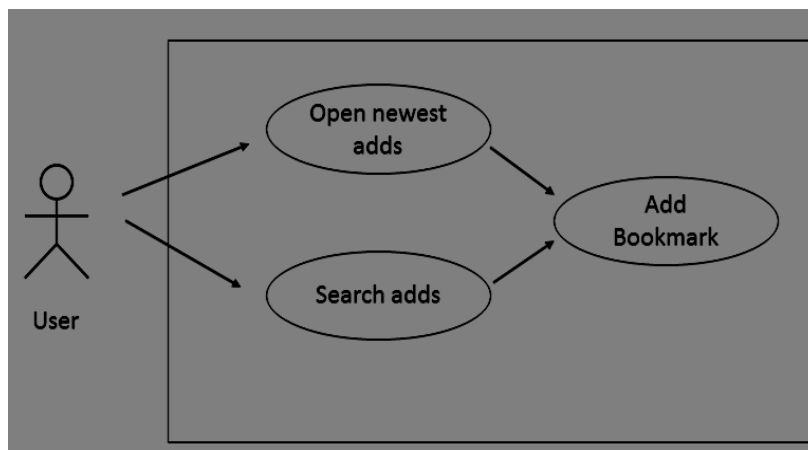 Open newest
adds
Add
Bookmark
Search adds
User